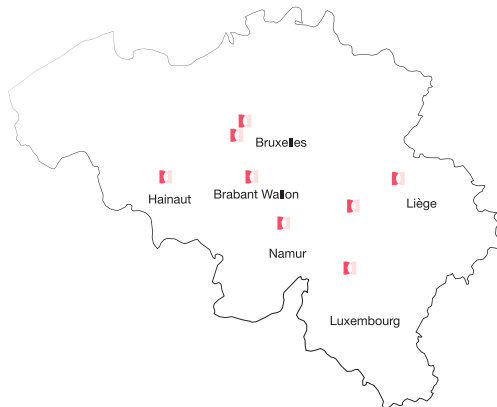 Bruxelles
Hainaut
Brabant Wallon
Liège
Namur
Luxembourg